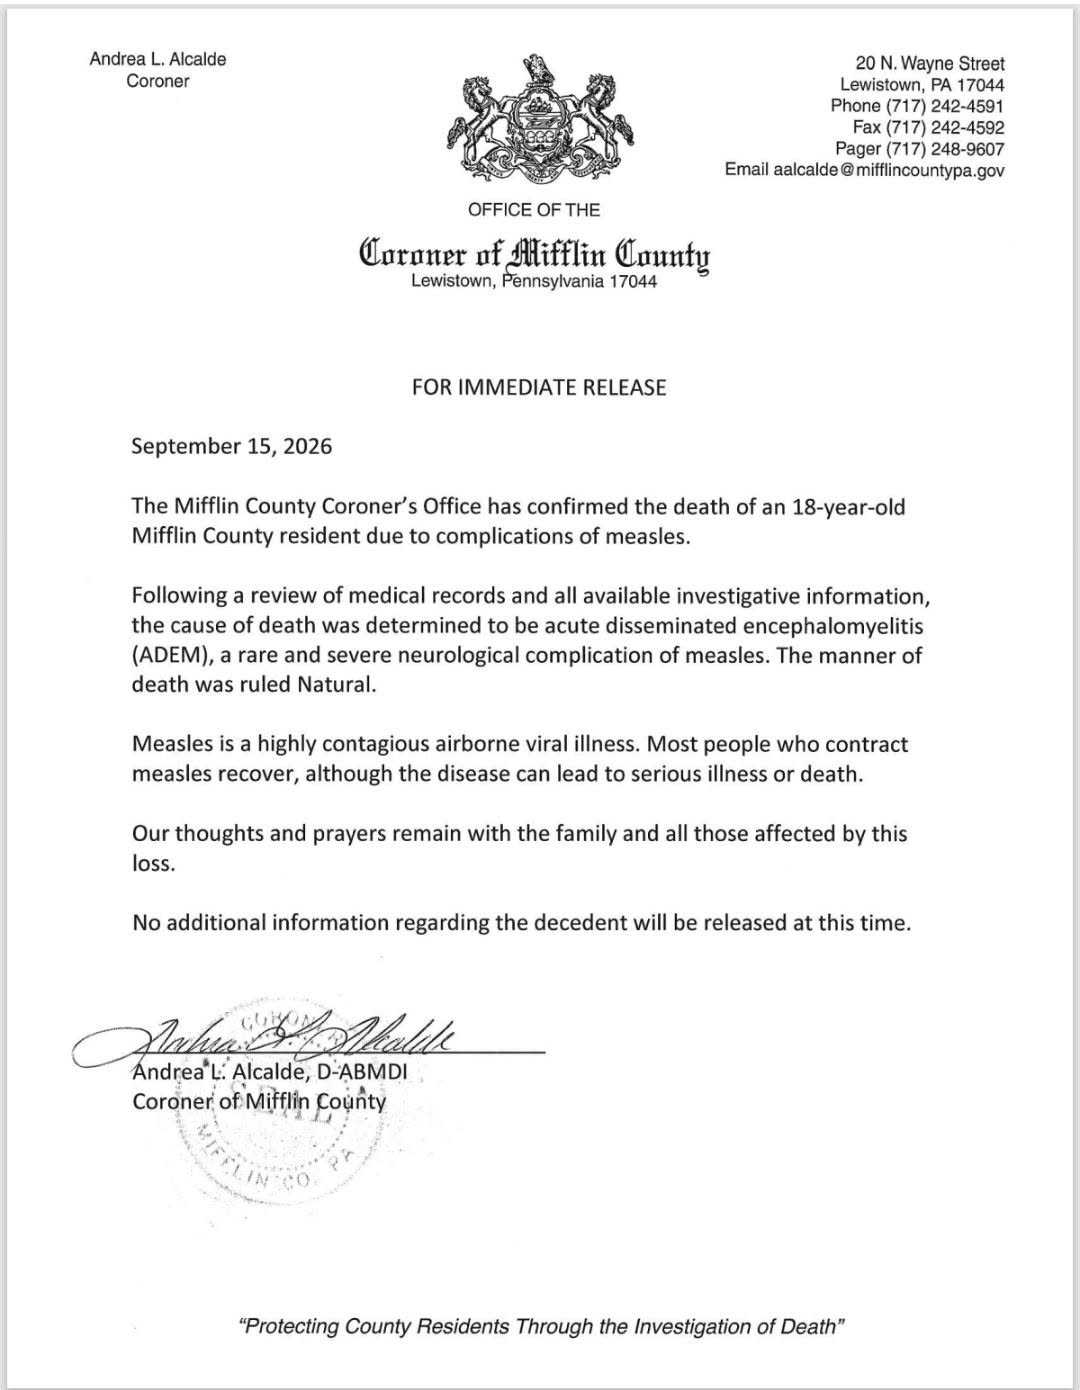 Andrea L. Alcalde
Coroner
20 N. Wayne Street
Lewistown, PA 17044
Phone (717) 242-4591
Fax (717) 242-4592
Pager (717) 248-9607
Email aalcalde@mifflincountypa.gov
OFFICE OF THE
Coroner of Mifflin County
Lewistown, Pennsylvania 17044
FOR IMMEDIATE RELEASE
September 15, 2026
The Mifflin County Coroner’s Office has confirmed the death of an 18-year-old
Mifflin County resident due to complications of measles.
Following a review of medical records and all available investigative information,
the cause of death was determined to be acute disseminated encephalomyelitis
(ADEM), a rare and severe neurological complication of measles. The manner of
death was ruled Natural.
Measles is a highly contagious airborne viral illness. Most people who contract
measles recover, although the disease can lead to serious illness or death.
Our thoughts and prayers remain with the family and all those affected by this
loss.
No additional information regarding the decedent will be released at this time.
Andrea L. Alcalde
Andrea L. Alcalde, D-ABMDI
Coroner of Mifflin County
SEAL
MIFFLIN CO. PA
“Protecting County Residents Through the Investigation of Death”